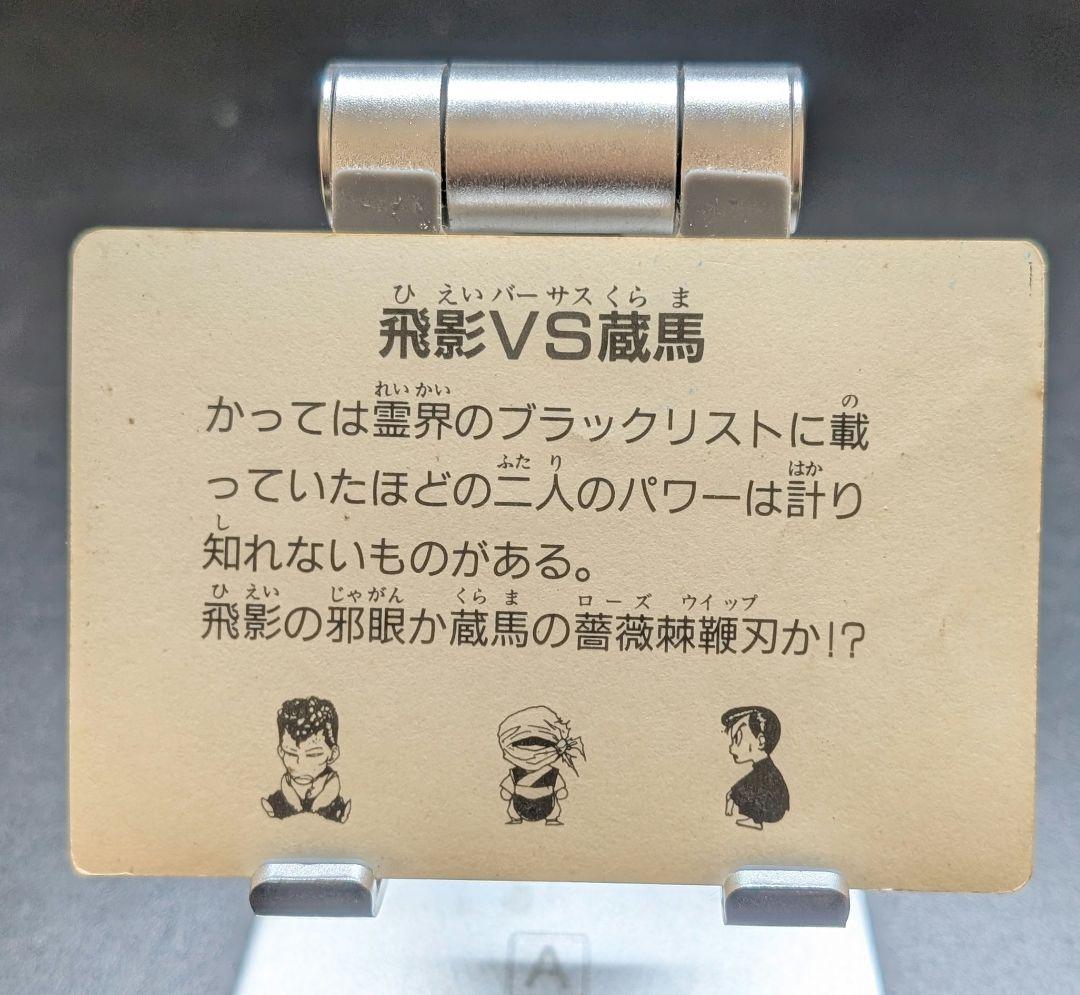 ひえいバーサスくらま
飛影VS蔵馬
れいかい の
かっては霊界のブラックリストに載
ふたり はか
っていたほどの二人のパワーは計り
し
知れないものがある。
ひえい じゃがん くらま ローズ ウイップ
飛影の邪眼か蔵馬の薔薇棘鞭刃か!?
A